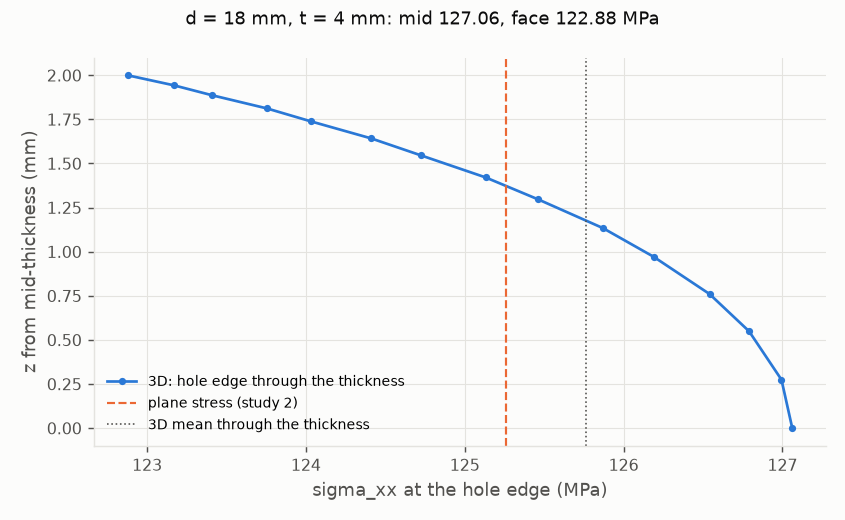 d = 18 mm, t = 4 mm: mid 127.06, face 122.88 MPa
z from mid-thickness (mm)
2.00
1.75
1.50
1.25
1.00
0.75
0.50
0.25
0.00
3D: hole edge through the thickness
plane stress (study 2)
3D mean through the thickness
123
124
125
126
127
sigma_xx at the hole edge (MPa)